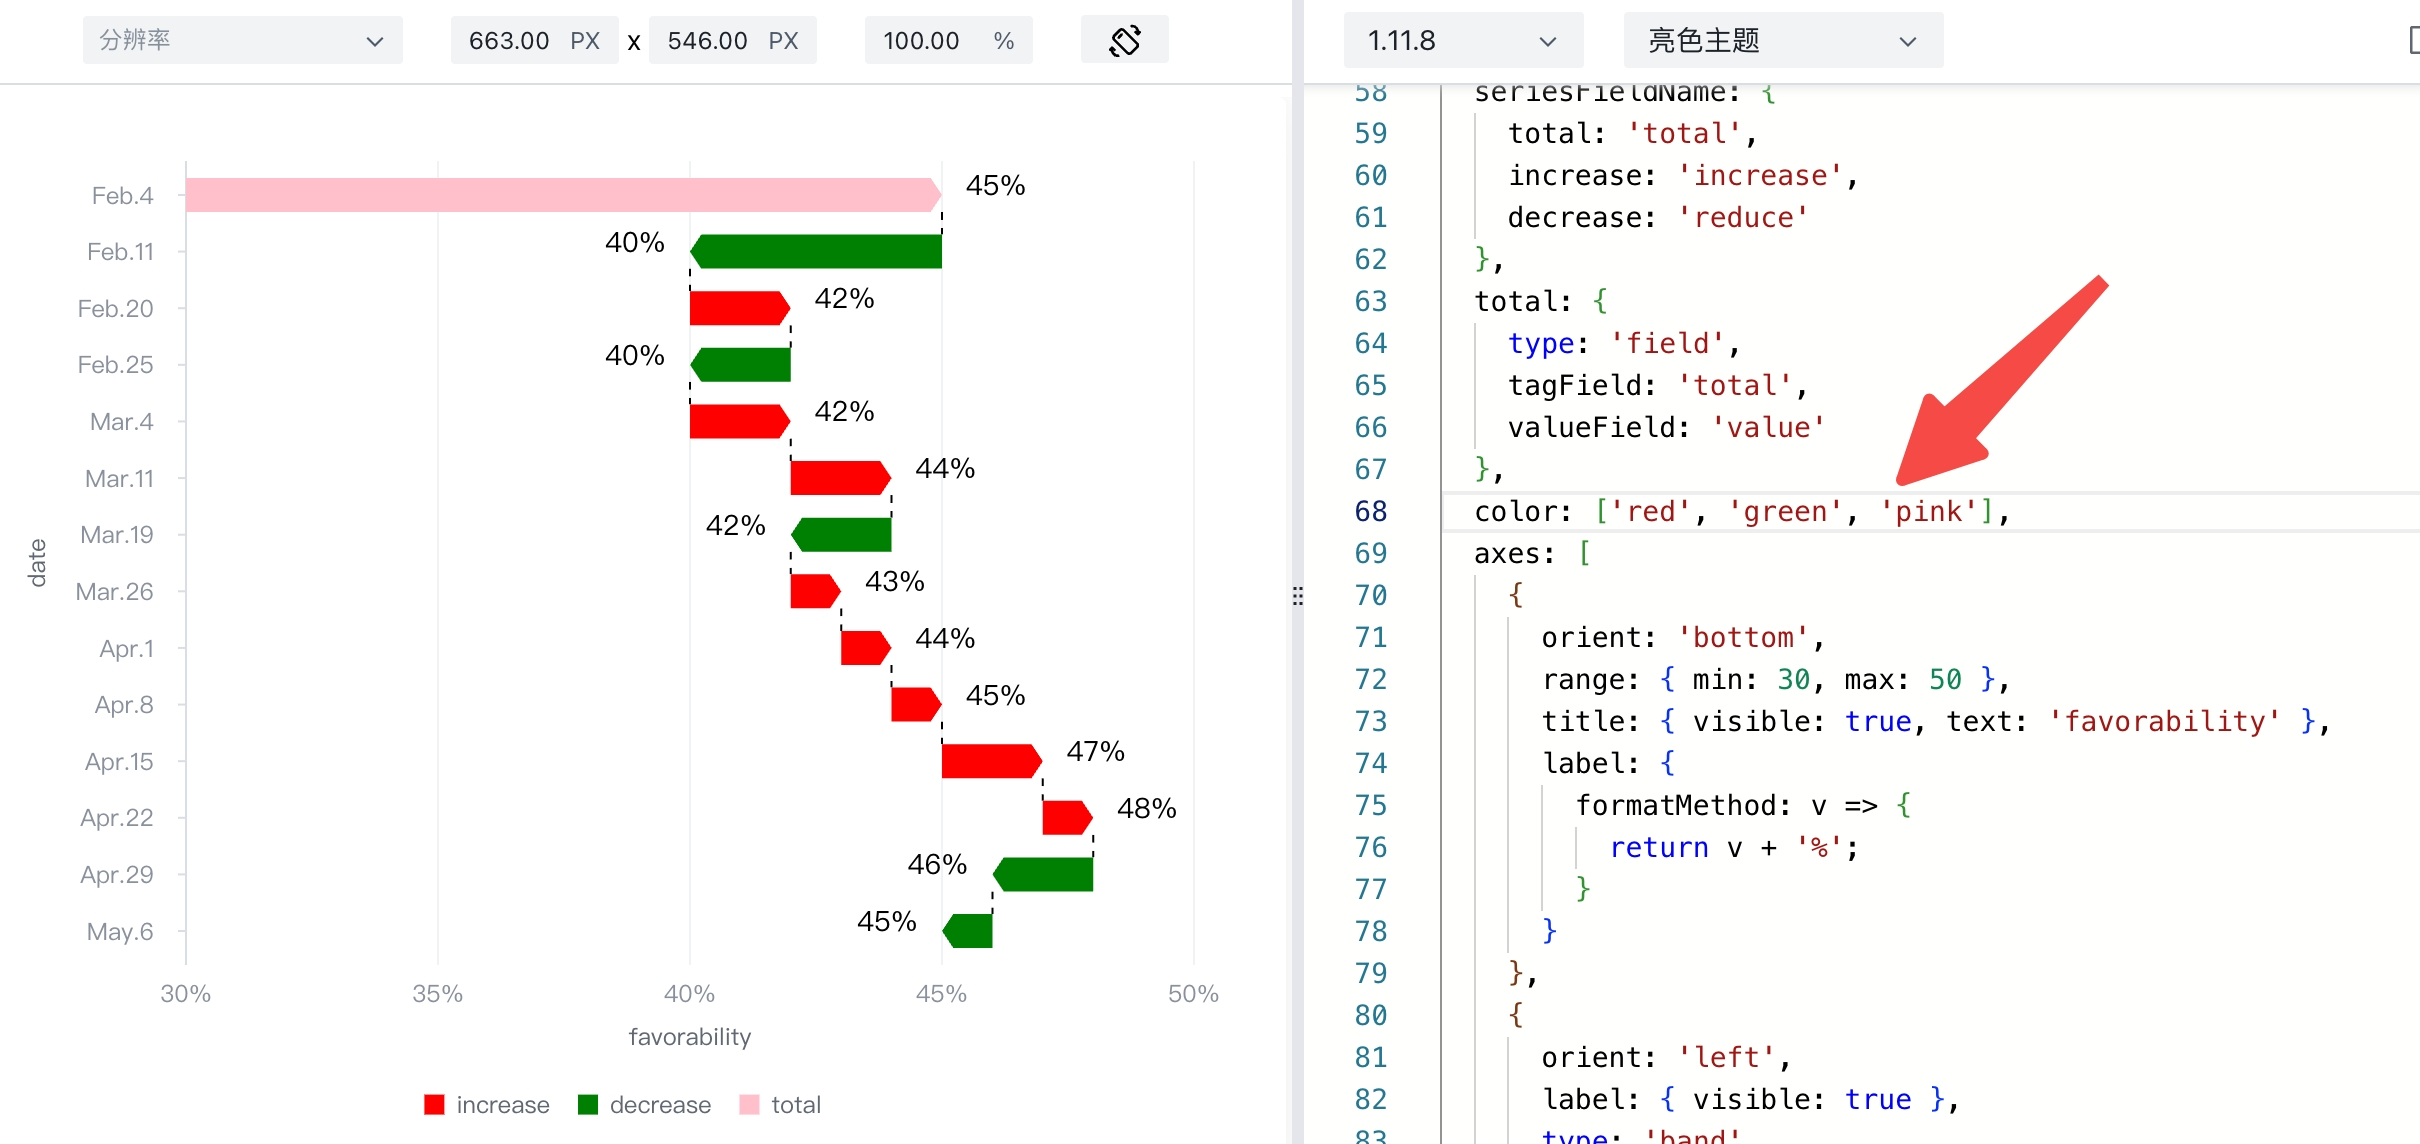 分辨率 663.00 PX x 546.00 PX 100.00 %
Feb.4 45%
Feb.11 40%
Feb.20 42%
Feb.25 40%
Mar.4 42%
Mar.11 44%
Mar.19 42%
Mar.26 43%
Apr.1 44%
Apr.8 45%
Apr.15 47%
Apr.22 48%
Apr.29 46%
May.6 45%
date
30% 35% 40% 45% 50%
favorability
increase decrease total
1.11.8 亮色主题
58 seriesFieldName: {
59 total: 'total',
60 increase: 'increase',
61 decrease: 'reduce'
62 },
63 total: {
64 type: 'field',
65 tagField: 'total',
66 valueField: 'value'
67 },
68 color: ['red', 'green', 'pink'],
69 axes: [
70 {
71 orient: 'bottom',
72 range: { min: 30, max: 50 },
73 title: { visible: true, text: 'favorability' },
74 label: {
75 formatMethod: v => {
76 return v + '%';
77 }
78 }
79 },
80 {
81 orient: 'left',
82 label: { visible: true },
83 type: 'band'